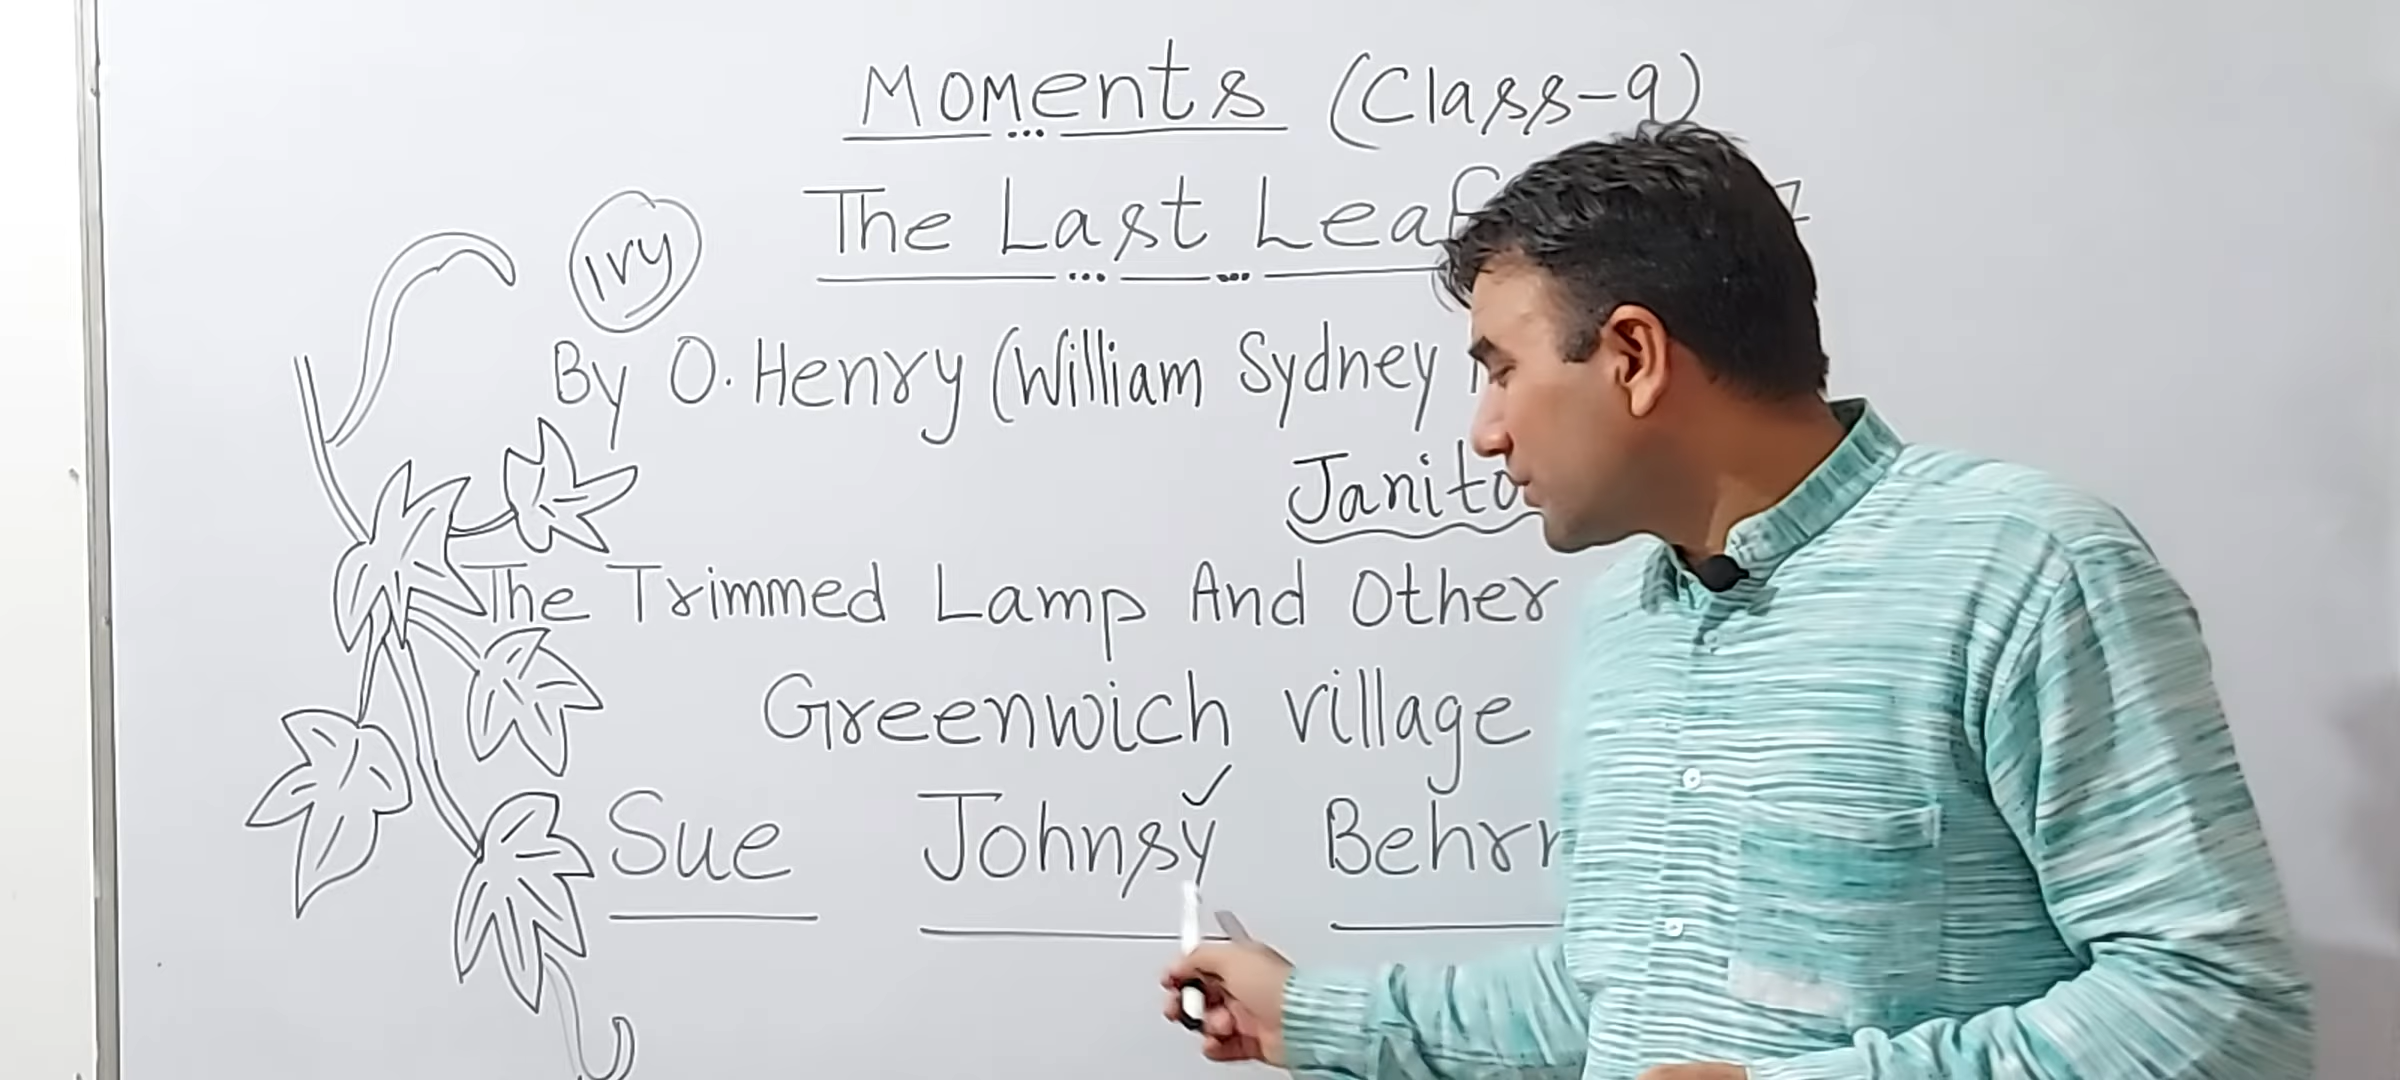 Moments (Class-9)
The Last Leaf 7
Ivy
By O. Henry (William Sydney
Janito
The Trimmed Lamp And Other
Greenwich village
Sue Johnsy Behr